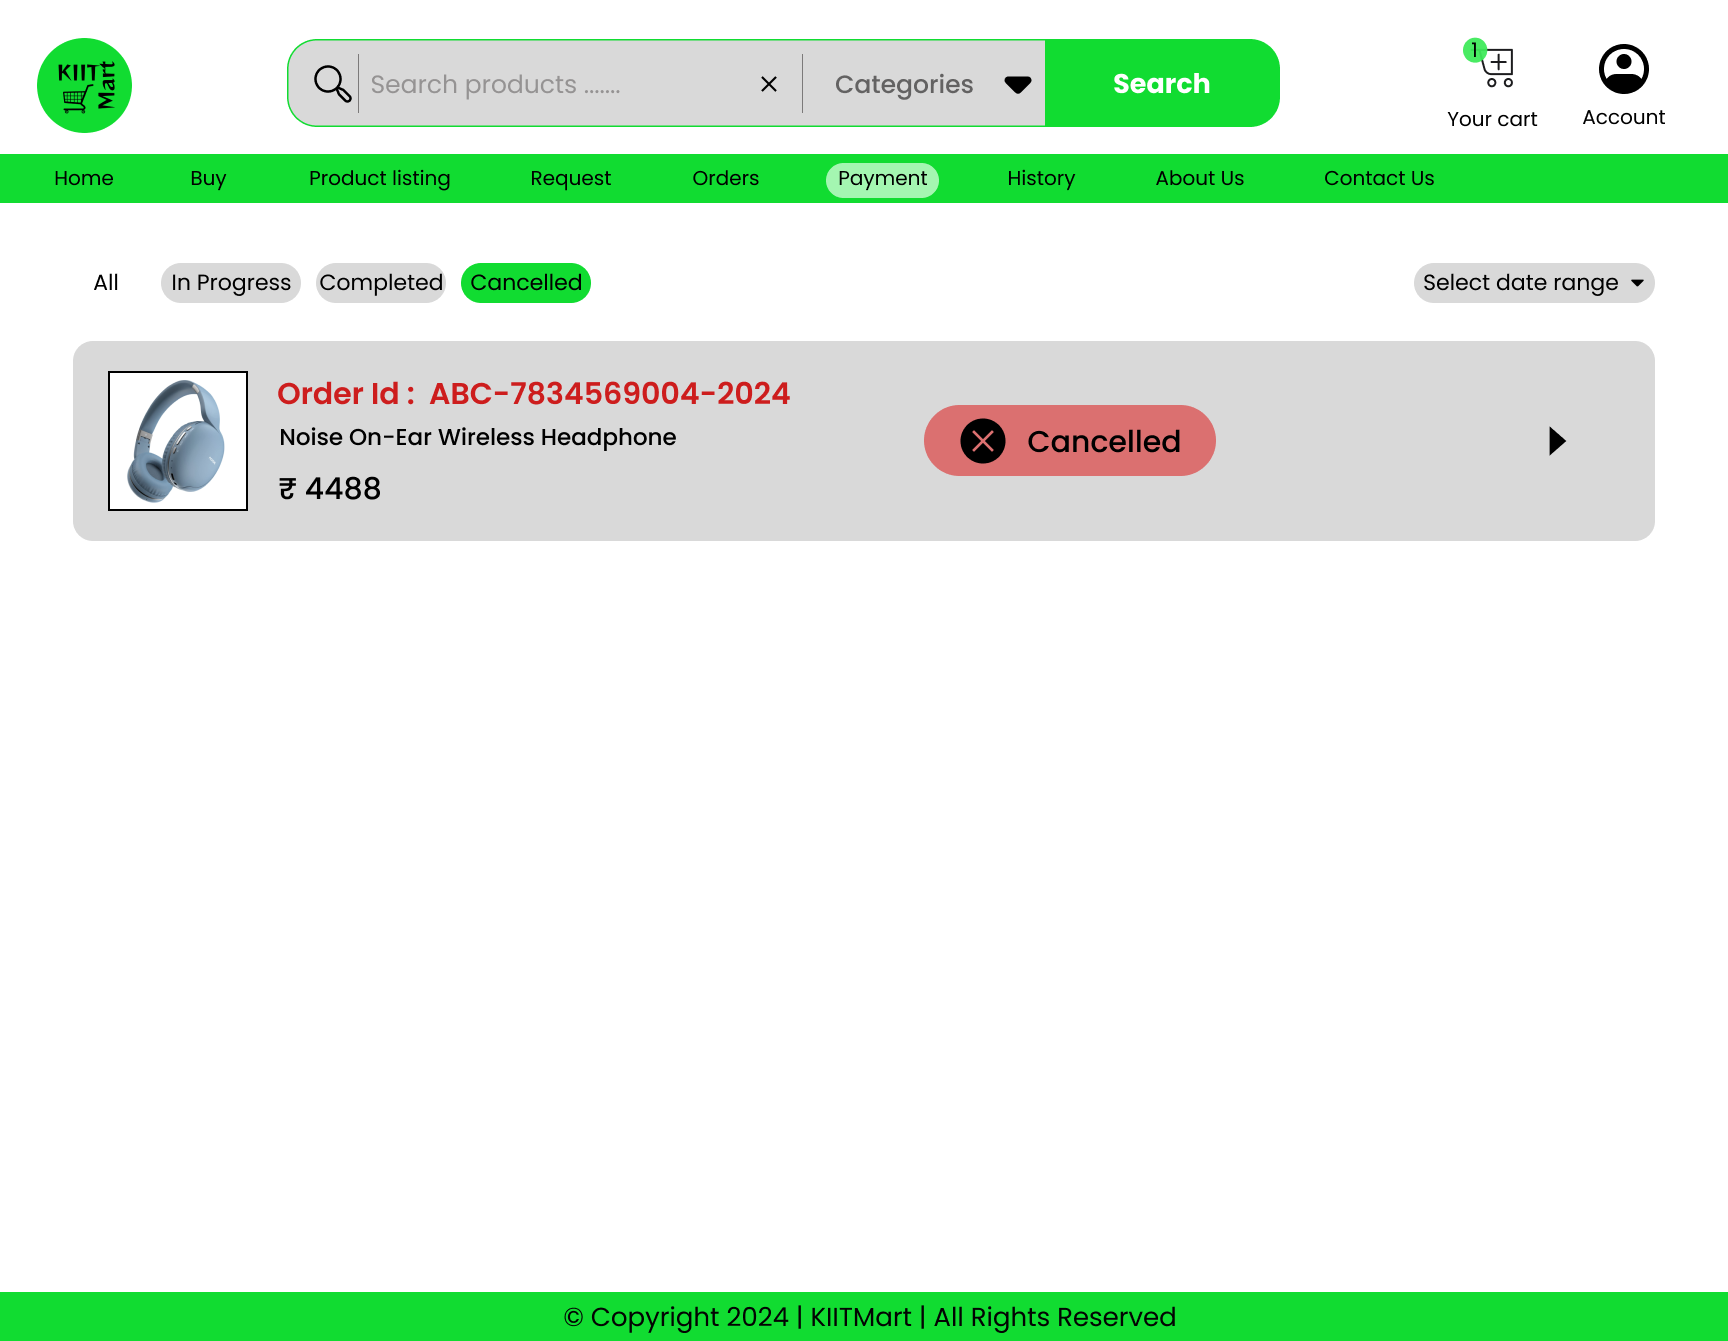 KIIT Mart
Search products .......
Categories
Search
1
Your cart
Account
Home Buy Product listing Request Orders Payment History About Us Contact Us
All In Progress Completed Cancelled Select date range
Order Id : ABC-7834569004-2024
Noise On-Ear Wireless Headphone
₹ 4488
Cancelled
© Copyright 2024 | KIITMart | All Rights Reserved